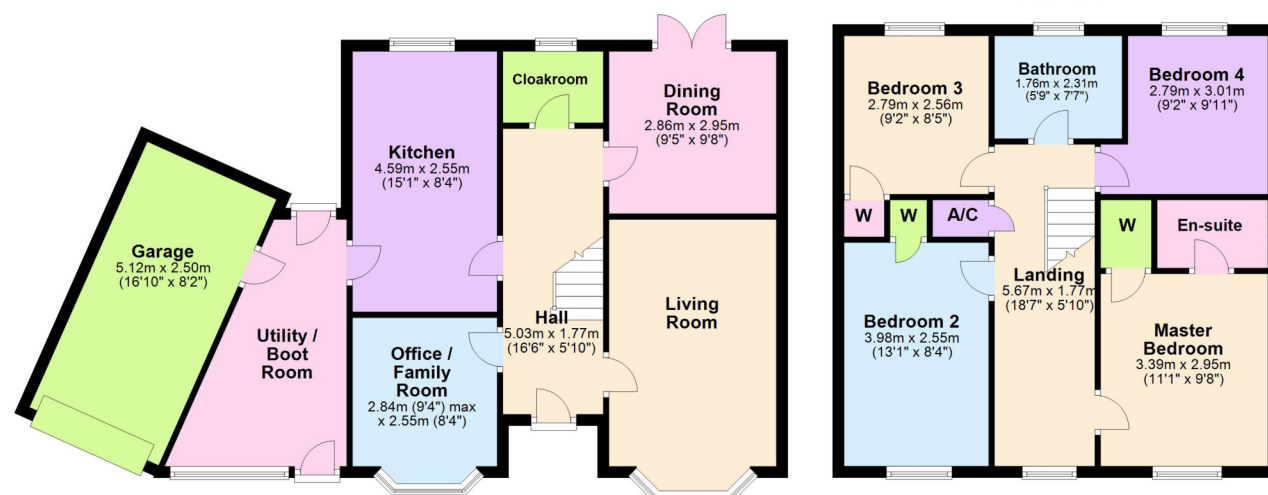 Cloakroom
Dining
Room
2.86m x 2.95m
(9'5" x 9'8")
Kitchen
4.59m x 2.55m
(15'1" x 8'4")
Garage
5.12m x 2.50m
(16'10" x 8'2")
Utility /
Boot
Room
Office /
Family
Room
2.84m (9'4") max
x 2.55m (8'4")
Hall
5.03m x 1.77m
(16'6" x 5'10")
Living
Room
Bedroom 3
2.79m x 2.56m
(9'2" x 8'5")
Bathroom
1.76m x 2.31m
(5'9" x 7'7")
Bedroom 4
2.79m x 3.01m
(9'2" x 9'11")
W
W
A/C
W
En-suite
Landing
5.67m x 1.77m
(18'7" x 5'10")
Bedroom 2
3.98m x 2.55m
(13'1" x 8'4")
Master
Bedroom
3.39m x 2.95m
(11'1" x 9'8")